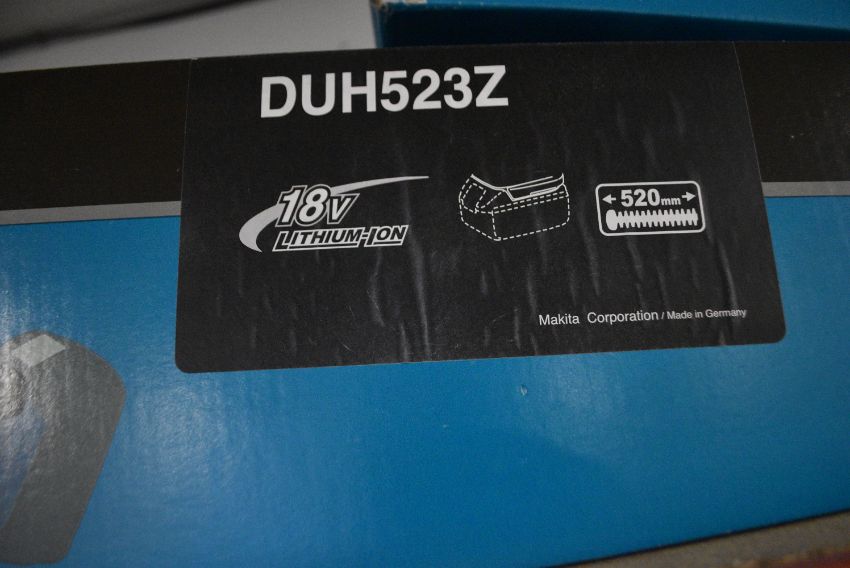 DUH523Z
18V
LITHIUM-ION
520mm
Makita Corporation / Made in Germany